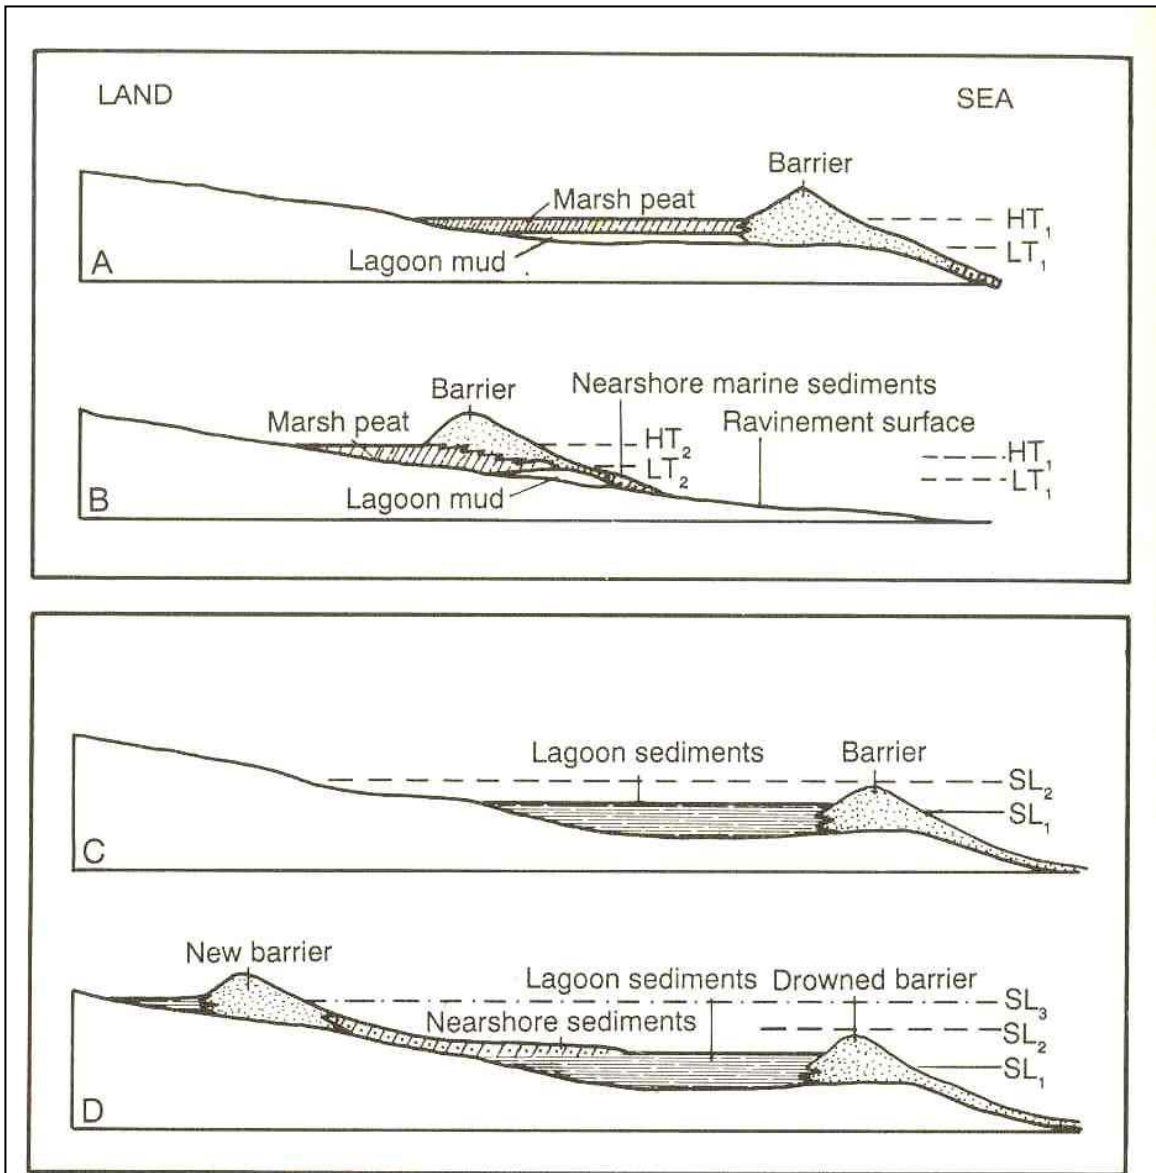 LAND SEA
Barrier
Marsh peat
HT1
LT1
Lagoon mud
A
Barrier Nearshore marine sediments
Marsh peat Ravinement surface
HT2 HT1
LT2 LT1
Lagoon mud
B
Lagoon sediments Barrier
SL2
SL1
C
New barrier
Lagoon sediments Drowned barrier
SL3
Nearshore sediments SL2
SL1
D